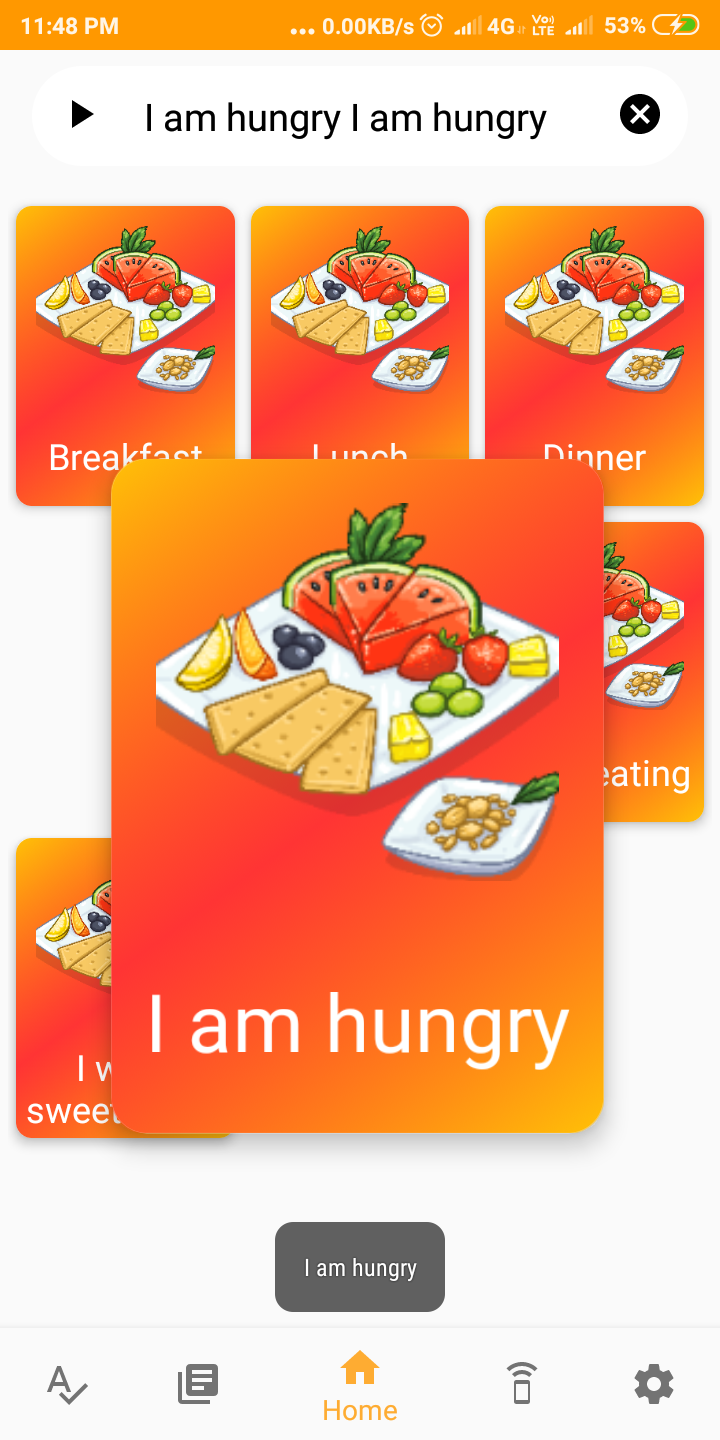 11:48 PM
... 0.00KB/s 4G Vo) LTE 53%
I am hungry I am hungry
Breakfast Lunch Dinner
eating
I am hungry
I w
sweet
I am hungry
Home